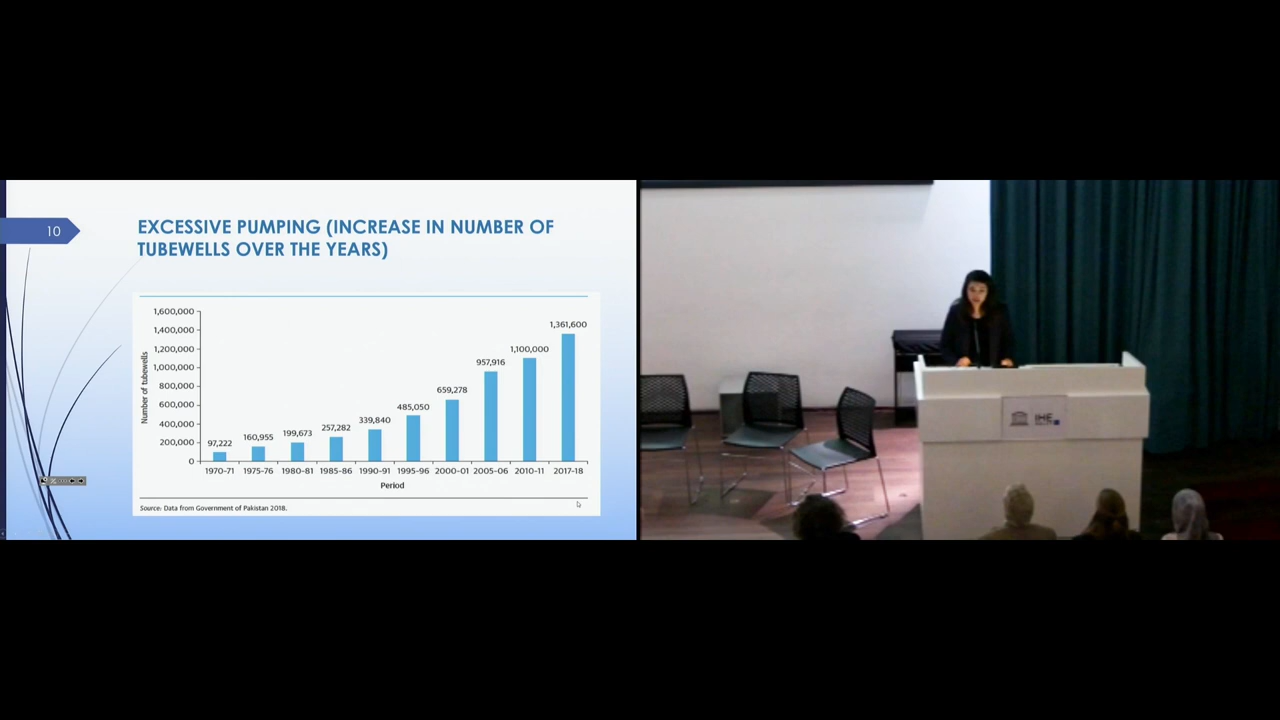 10
EXCESSIVE PUMPING (INCREASE IN NUMBER OF
TUBEWELLS OVER THE YEARS)
Number of tubewells
1,600,000
1,400,000
1,200,000
1,000,000
800,000
600,000
400,000
200,000
0
97,222
160,955
199,673
257,282
339,840
485,050
659,278
957,916
1,100,000
1,361,600
1970-71 1975-76 1980-81 1985-86 1990-91 1995-96 2000-01 2005-06 2010-11 2017-18
Period
Source: Data from Government of Pakistan 2018.
IHE